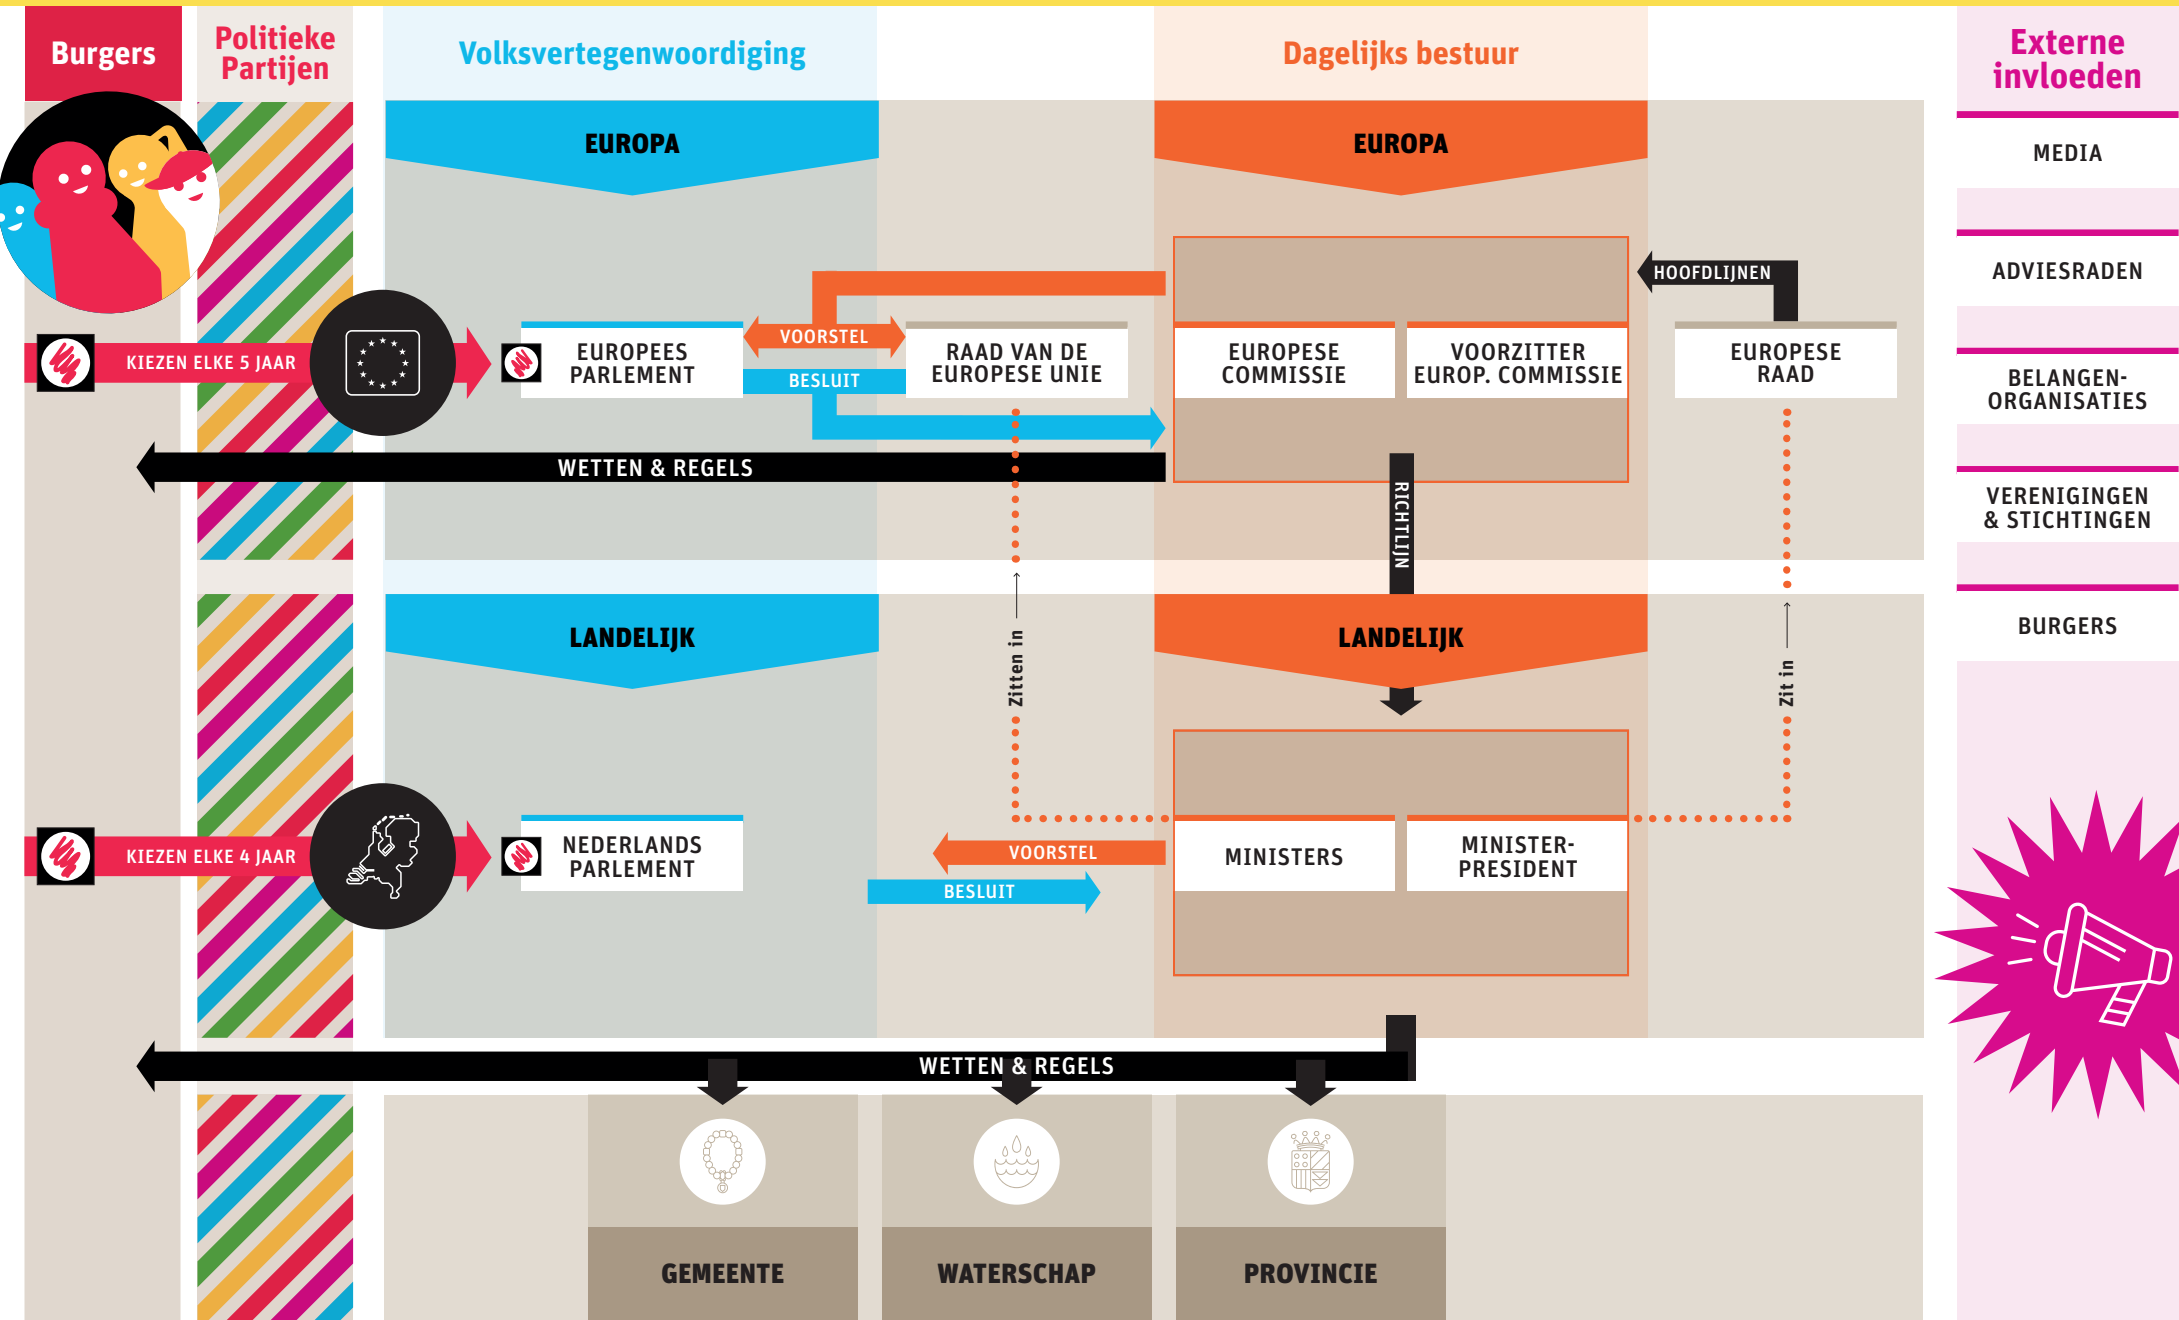 Burgers
Politieke
Partijen
Volksvertegenwoordiging
Dagelijks bestuur
Externe
invloeden
EUROPA
EUROPA
MEDIA
ADVIESRADEN
BELANGEN-
ORGANISATIES
VERENIGINGEN
& STICHTINGEN
BURGERS
HOOFDLIJNEN
KIEZEN ELKE 5 JAAR
EUROPEES
PARLEMENT
VOORSTEL
BESLUIT
RAAD VAN DE
EUROPESE UNIE
EUROPESE
COMMISSIE
VOORZITTER
EUROP. COMMISSIE
EUROPESE
RAAD
WETTEN & REGELS
RICHTLIJN
LANDELIJK
LANDELIJK
Zitten in
Zit in
KIEZEN ELKE 4 JAAR
NEDERLANDS
PARLEMENT
VOORSTEL
BESLUIT
MINISTERS
MINISTER-
PRESIDENT
WETTEN & REGELS
GEMEENTE
WATERSCHAP
PROVINCIE